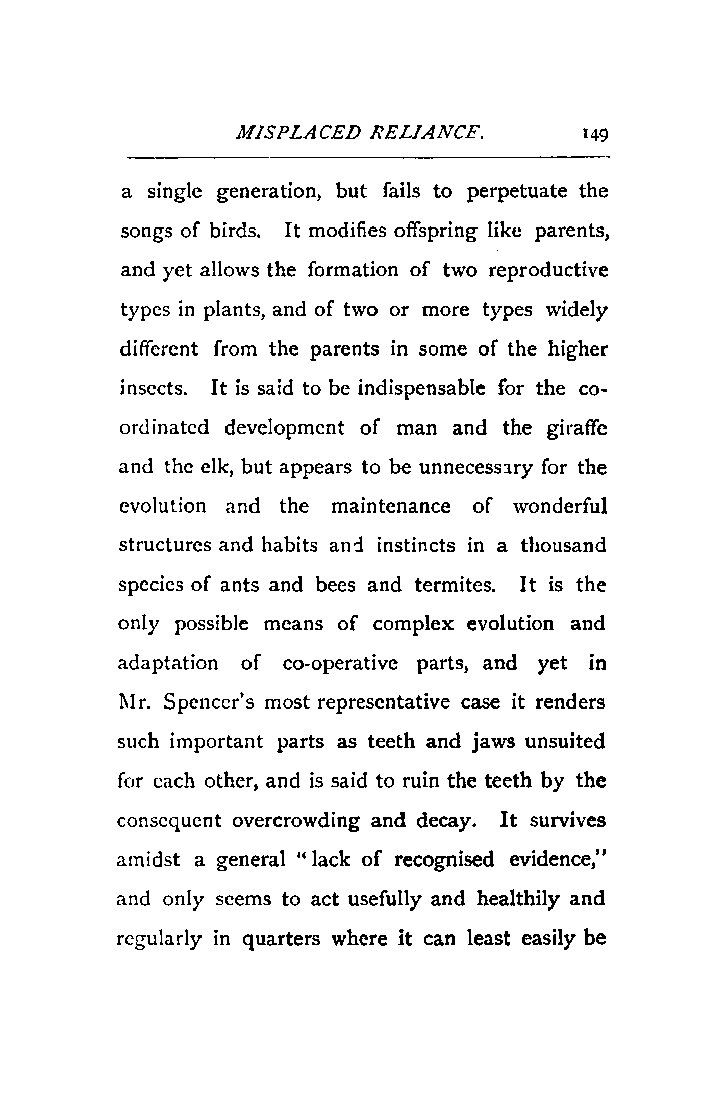 MISPLACED RELIANCE. 149
a single generation, but fails to perpetuate the
songs of birds. It modifies offspring like parents,
and yet allows the formation of two reproductive
types in plants, and of two or more types widely
different from the parents in some of the higher
insects. It is said to be indispensable for the co-
ordinated development of man and the giraffe
and the elk, but appears to be unnecessary for the
evolution and the maintenance of wonderful
structures and habits and instincts in a thousand
species of ants and bees and termites. It is the
only possible means of complex evolution and
adaptation of co-operative parts, and yet in
Mr. Spencer's most representative case it renders
such important parts as teeth and jaws unsuited
for each other, and is said to ruin the teeth by the
consequent overcrowding and decay. It survives
amidst a general "lack of recognised evidence,"
and only seems to act usefully and healthily and
regularly in quarters where it can least easily be